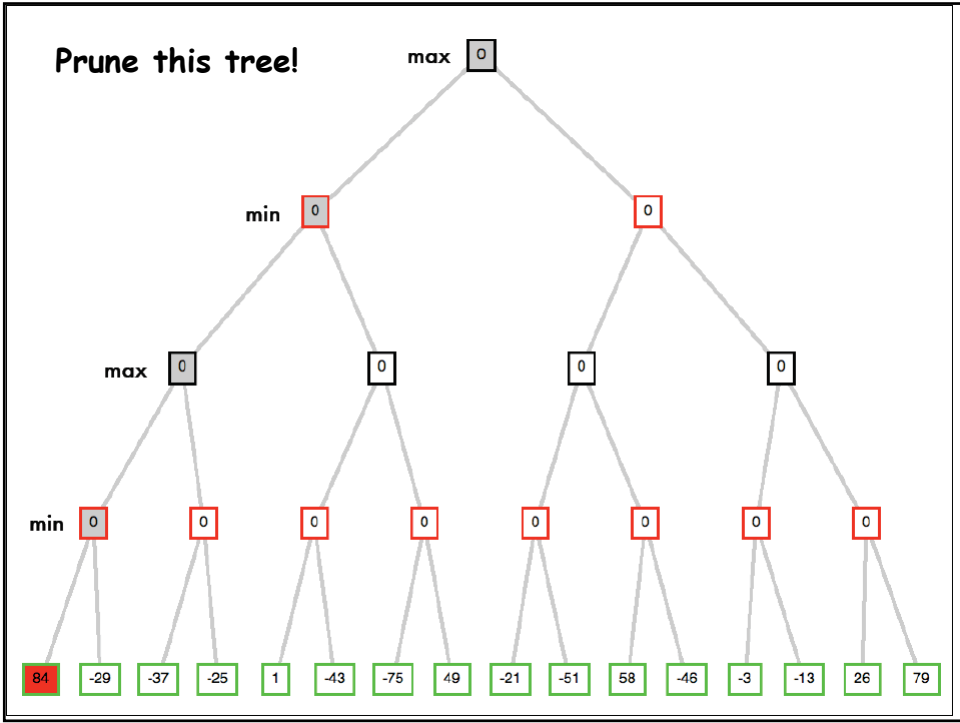 Prune this tree!
max 0
min 0 0
max 0 0 0 0
min 0 0 0 0 0 0 0 0
84 -29 -37 -25 1 -43 -75 49 -21 -51 58 -46 -3 -13 26 79